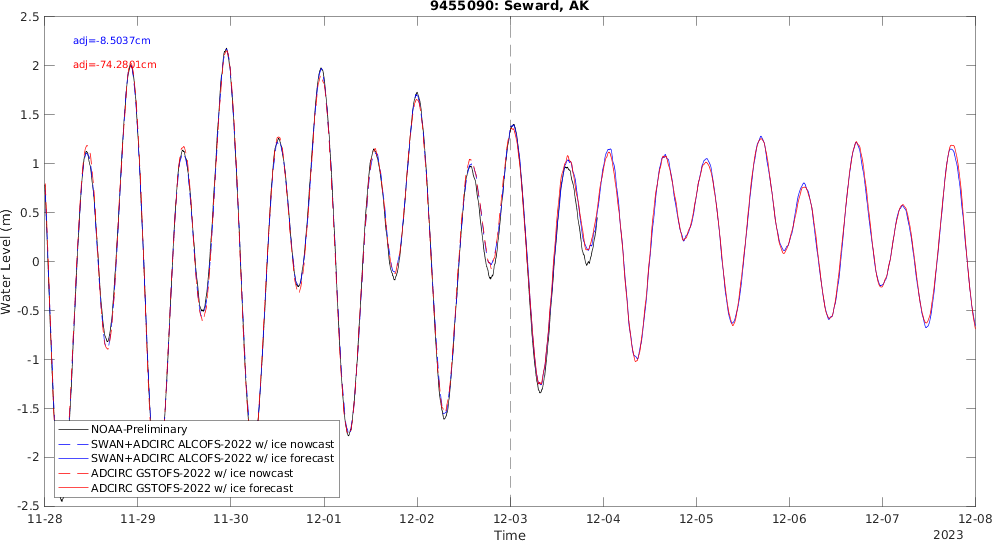 9455090: Seward, AK
2.5
2
1.5
1
0.5
0
-0.5
-1
-1.5
-2
-2.5
Water Level (m)
adj=-8.5037cm
adj=-74.2801cm
NOAA-Preliminary
SWAN+ADCIRC ALCOFS-2022 w/ ice nowcast
SWAN+ADCIRC ALCOFS-2022 w/ ice forecast
ADCIRC GSTOFS-2022 w/ ice nowcast
ADCIRC GSTOFS-2022 w/ ice forecast
11-28 11-29 11-30 12-01 12-02 12-03 12-04 12-05 12-06 12-07 12-08
Time
2023